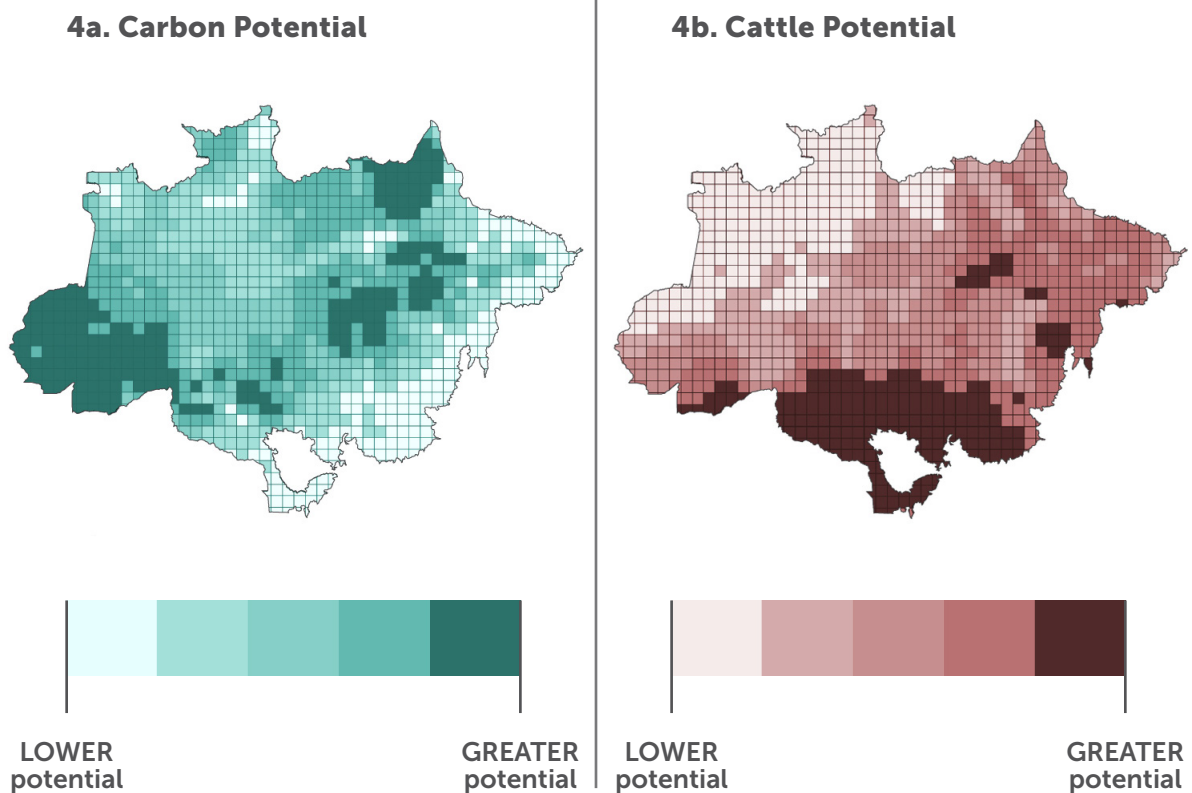 4a. Carbon Potential
4b. Cattle Potential
LOWER
potential
GREATER
potential
LOWER
potential
GREATER
potential